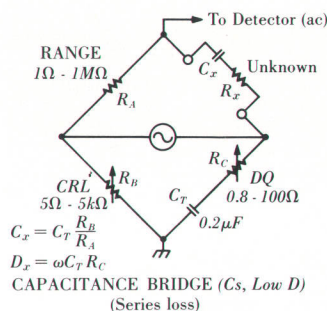 To Detector (ac)
RANGE
1Ω - 1MΩ
R_A
C_x
Unknown
R_x
CRL
5Ω - 5kΩ
R_B
R_C
DQ
0.8 - 100Ω
C_T
0.2μF
C_x = C_T R_B/R_A
D_x = ωC_T R_C
CAPACITANCE BRIDGE (Cs, Low D)
(Series loss)